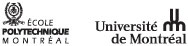 ÉCOLE
POLYTECHNIQUE
MONTRÉAL
Université
de Montréal